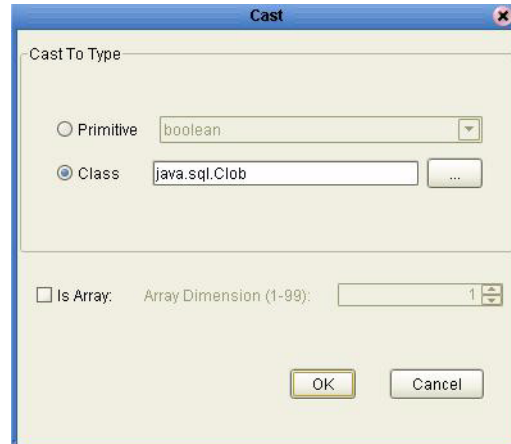 Cast
Cast To Type
Primitive boolean
Class java.sql.Clob ...
Is Array: Array Dimension (1-99): 1
OK Cancel